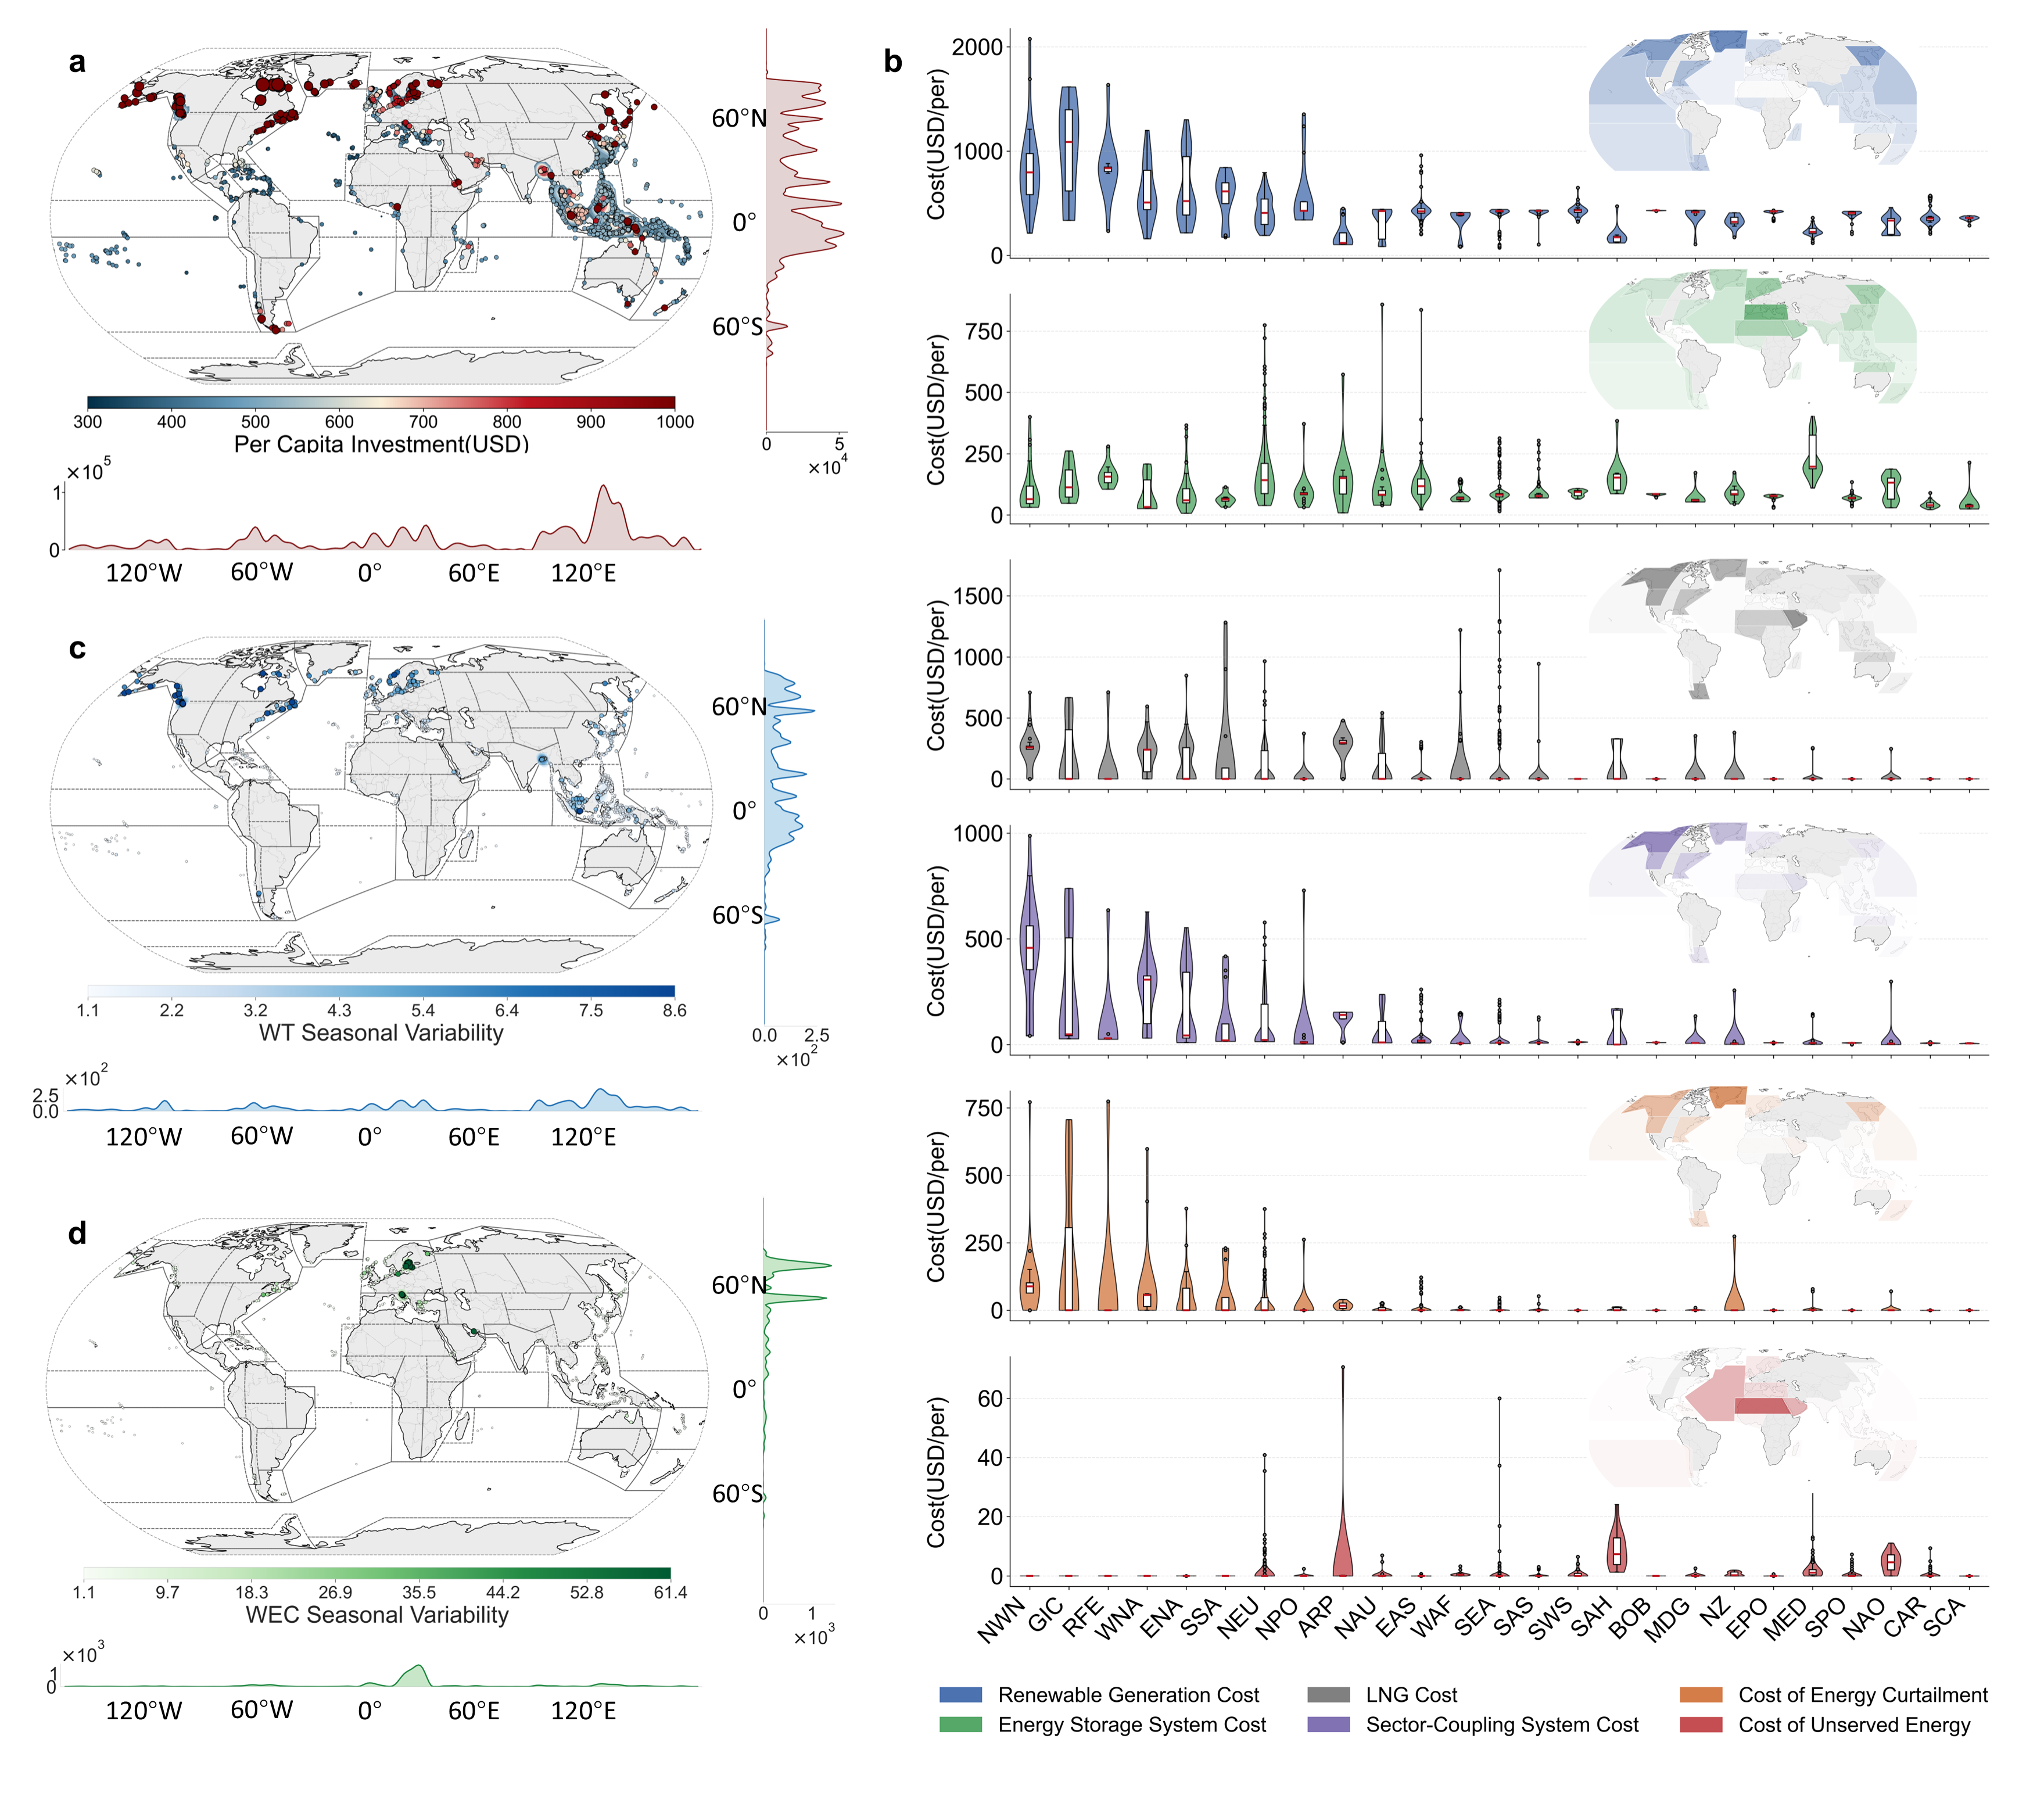 a
60°N
0°
60°S
0 5
×10⁴
300 400 500 600 700 800 900 1000
Per Capita Investment(USD)
×10⁵
1
0
120°W 60°W 0° 60°E 120°E
c
60°N
0°
60°S
0.0 2.5
×10²
1.1 2.2 3.2 4.3 5.4 6.4 7.5 8.6
WT Seasonal Variability
×10²
2.5
0.0
120°W 60°W 0° 60°E 120°E
d
60°N
0°
60°S
0 1
×10³
1.1 9.7 18.3 26.9 35.5 44.2 52.8 61.4
WEC Seasonal Variability
×10³
1
0
120°W 60°W 0° 60°E 120°E
b
Cost(USD/per)
2000
1000
0
Cost(USD/per)
750
500
250
0
Cost(USD/per)
1500
1000
500
0
Cost(USD/per)
1000
500
0
Cost(USD/per)
750
500
250
0
Cost(USD/per)
60
40
20
0
NWN GIC RFE WNA ENA SSA NEU NPO ARP NAU EAS WAF SEA SAS SWS SAH BOB MDG NZ EPO MED SPO NAO CAR SCA
Renewable Generation Cost LNG Cost Cost of Energy Curtailment
Energy Storage System Cost Sector-Coupling System Cost Cost of Unserved Energy